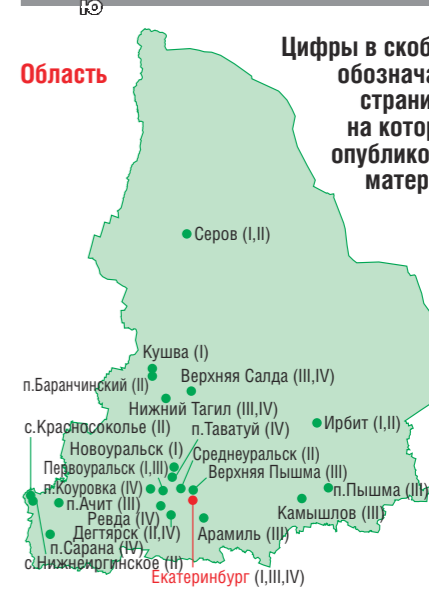 Ю
Область
Цифры в скоб
обознача
страни
на котор
опублико
матер
Серов (I,II)
Кушва (I)
п.Баранчинский (II)
Верхняя Салда (III,IV)
Нижний Тагил (III,IV)
с.Красносоколье (II)
п.Таватуй (IV)
Ирбит (I,II)
Новоуральск (I)
Среднеуральск (II)
Первоуральск (I,III)
Верхняя Пышма (III)
п.Коуровка (IV)
п.Пышма (III)
п.Ачит (III)
Камышлов (III)
Ревда (IV)
Дегтярск (II,IV)
Арамиль (III)
п.Сарана (IV)
с.Нижнеиргинское (II)
Екатеринбург (I,III,IV)